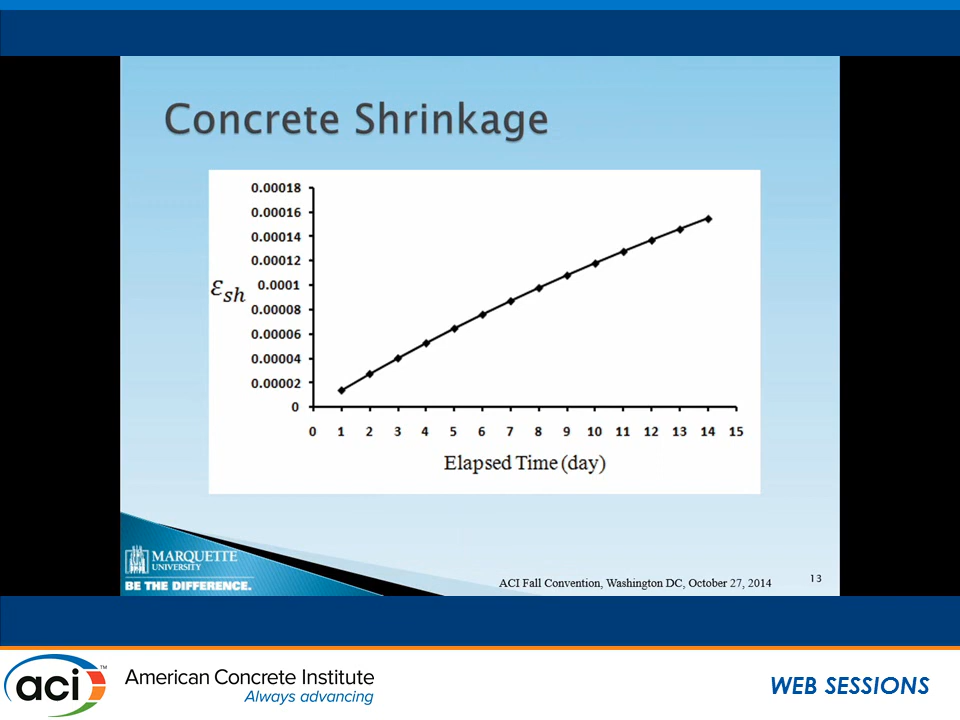 Concrete Shrinkage
0.00018
0.00016
0.00014
0.00012
0.0001
0.00008
0.00006
0.00004
0.00002
0
εsh
0 1 2 3 4 5 6 7 8 9 10 11 12 13 14 15
Elapsed Time (day)
MARQUETTE
UNIVERSITY
BE THE DIFFERENCE.
ACI Fall Convention, Washington DC, October 27, 2014
13
aci™
American Concrete Institute
Always advancing
WEB SESSIONS